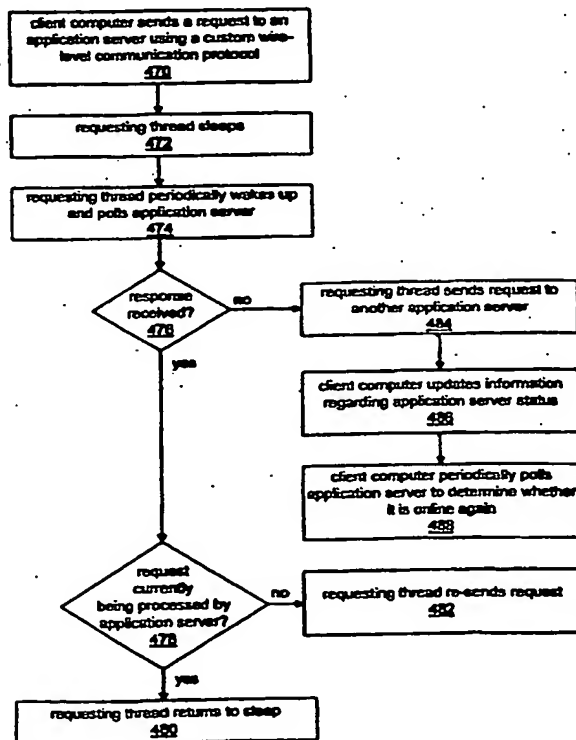 client computer sends a request to an
application server using a custom wire-
level communication protocol
470
requesting thread sleeps
472
requesting thread periodically wakes up
and polls application server
474
response
received?
476
no
requesting thread sends request to
another application server
484
yes
client computer updates information
regarding application server status
486
client computer periodically polls
application server to determine whether
it is online again
488
request
currently
being processed by
application server?
478
no
requesting thread re-sends request
482
yes
requesting thread returns to sleep
480